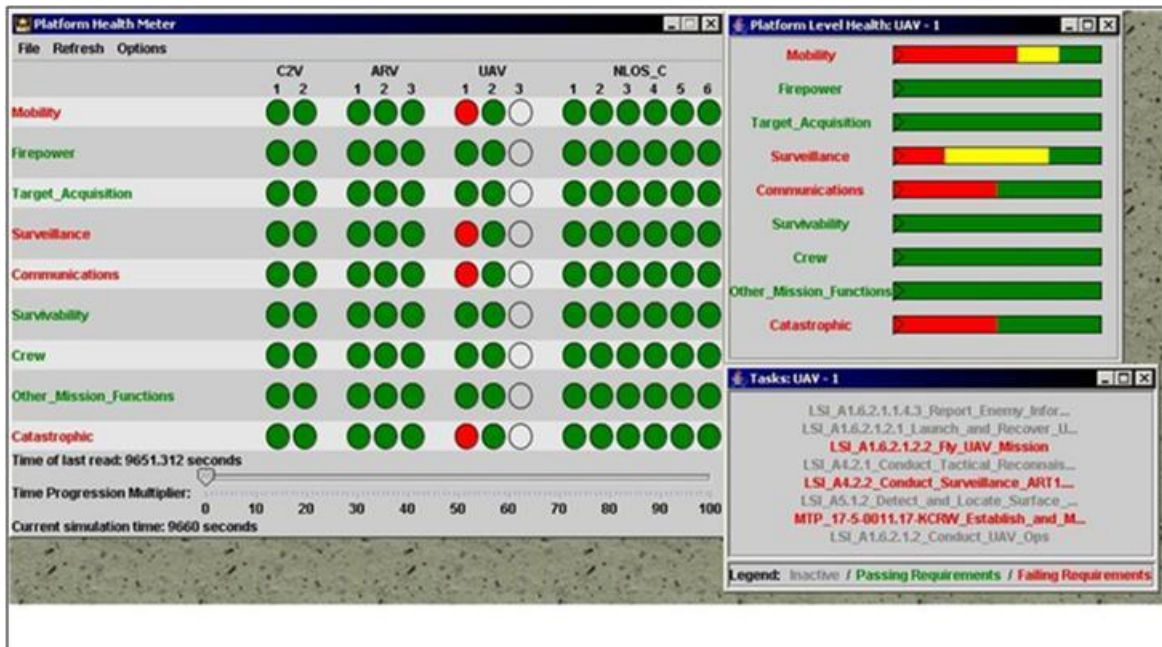 Platform Health Meter
File Refresh Options
C2V ARV UAV NLOS_C
1 2 1 2 3 1 2 3 1 2 3 4 5 6
Mobility
Firepower
Target_Acquisition
Surveillance
Communications
Survivability
Crew
Other_Mission_Functions
Catastrophic
Time of last read: 9651.312 seconds
Time Progression Multiplier:
0 10 20 30 40 50 60 70 80 90 100
Current simulation time: 9660 seconds
Platform Level Health: UAV - 1
Mobility
Firepower
Target_Acquisition
Surveillance
Communications
Survivability
Crew
Other_Mission_Functions
Catastrophic
Tasks: UAV - 1
LSI_A1.6.2.1.1.4.3_Report_Enemy_Infor...
LSI_A1.6.2.1.2.1_Launch_and_Recover_U...
LSI_A1.6.2.1.2.2_Fly_UAV_Mission
LSI_A4.2.1_Conduct_Tactical_Reconnais...
LSI_A4.2.2_Conduct_Surveillance_ART1....
LSI_A5.1.2_Detect_and_Locate_Surface_...
MTP_17-5-0011.17-KCRW_Establish_and_M...
LSI_A1.6.2.1.2_Conduct_UAV_Ops
Legend: Inactive / Passing Requirements / Failing Requirements